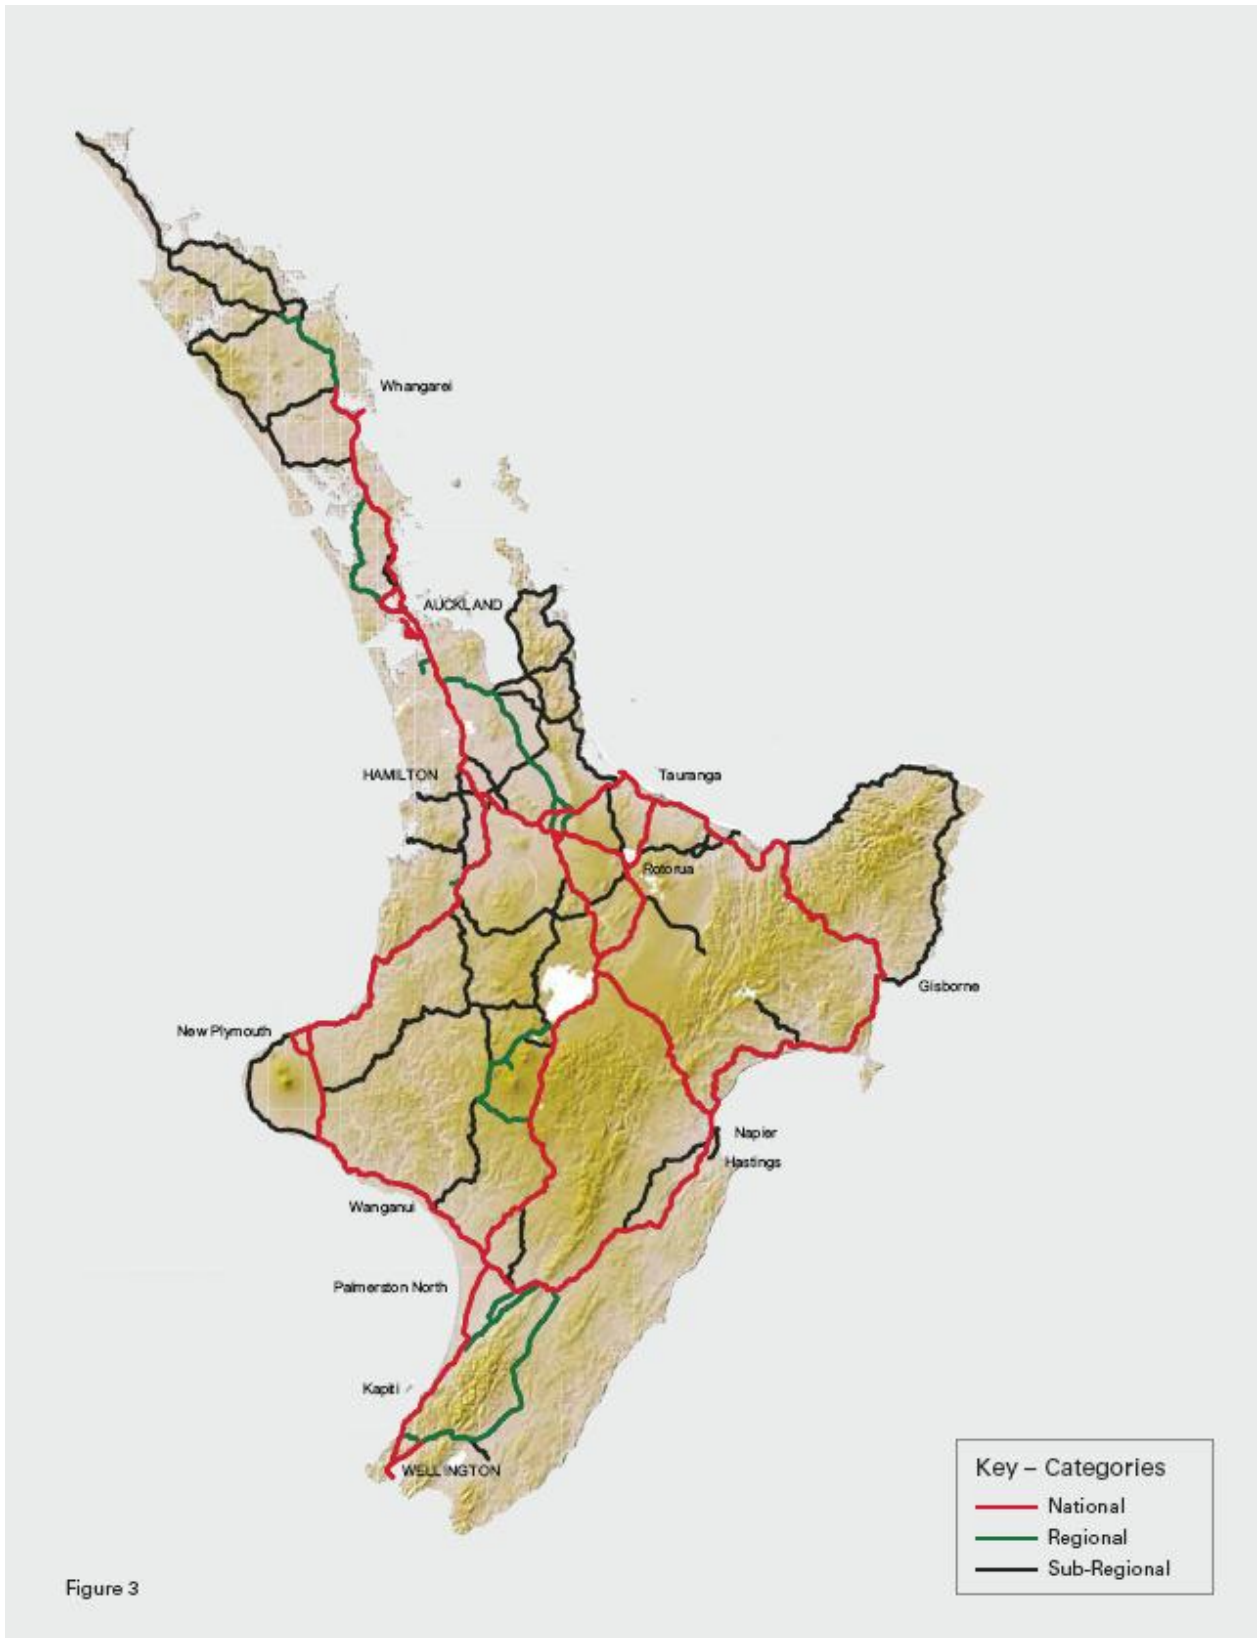 Whangarei
AUCKLAND
HAMILTON
Tauranga
Rotorua
Gisborne
New Plymouth
Napier
Hastings
Wanganui
Palmerston North
Kapiti
WELLINGTON
Key – Categories
National
Regional
Sub-Regional
Figure 3